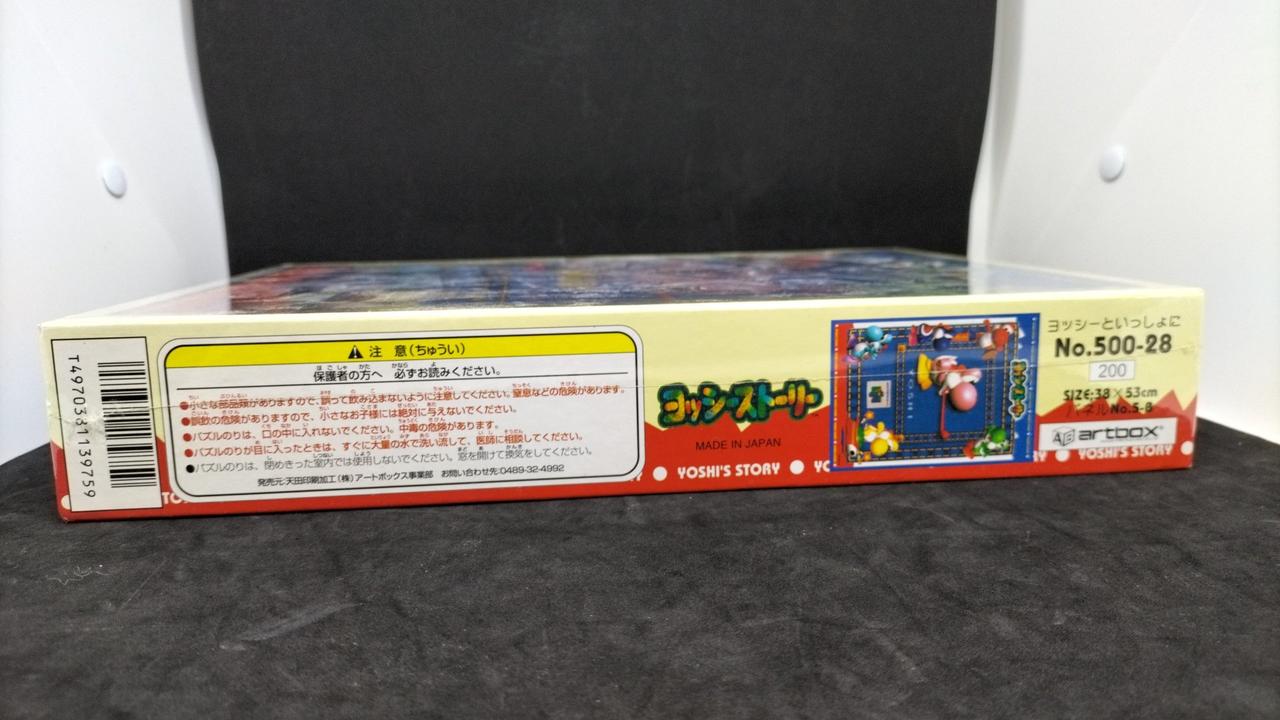 T4970381139759
注 意(ちゅうい)
保護者の方へ 必ずお読みください。
●小さな部品類がありますので、誤って飲み込まないように注意してください。窒息などの危険があります。
●誤飲の危険がありますので、小さなお子様には絶対に与えないでください。
●パズルのりは、口の中に入れないでください。中毒の危険があります。
●パズルのりが目に入ったときは、すぐに大量の水で洗い流して、医師に相談してください。
●パズルのりは、閉めきった室内では使用しないでください。窓を開けて換気をしてください。
発売元:天田印刷加工(株)アートボックス事業部 お問い合わせ先:0489-32-4992
ヨッシーストーリー
MADE IN JAPAN
ヨッシーといっしょに
No.500-28
200
SIZE:38×53cm
パネルNo.5-B
artbox
YOSHI'S STORY
YOSHI'S STORY